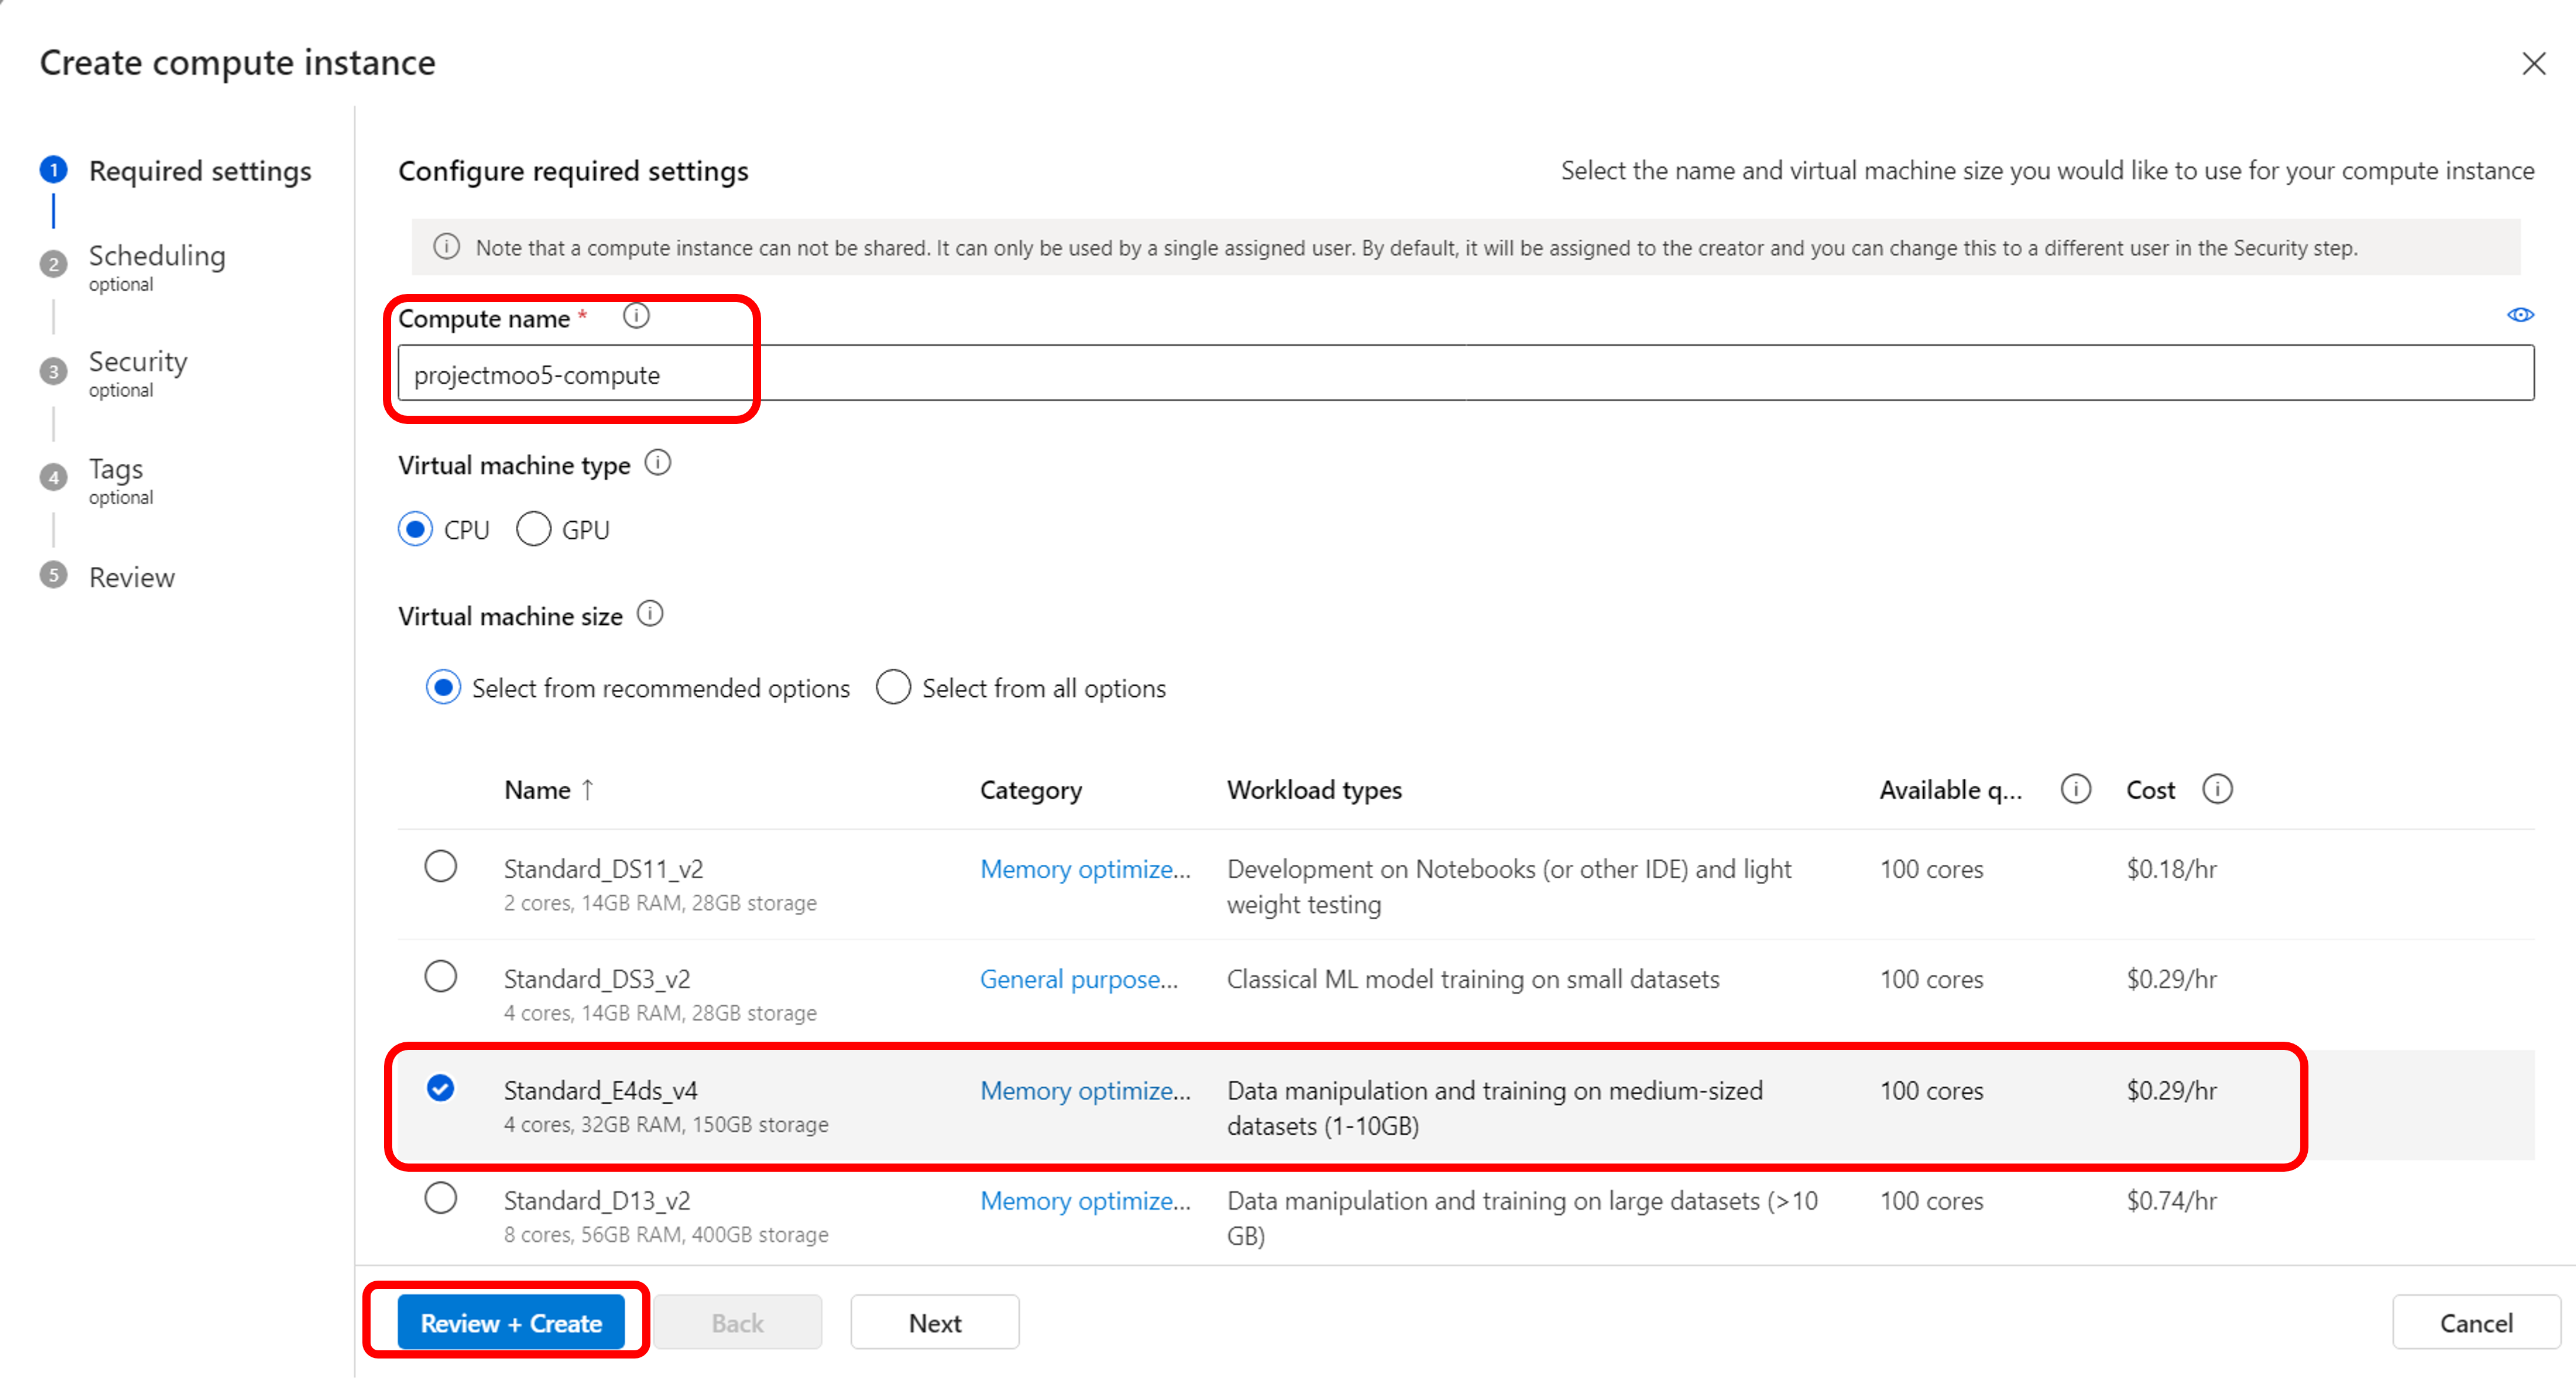 Create compute instance
1 Required settings
2 Scheduling
optional
3 Security
optional
4 Tags
optional
5 Review
Configure required settings
Select the name and virtual machine size you would like to use for your compute instance
Note that a compute instance can not be shared. It can only be used by a single assigned user. By default, it will be assigned to the creator and you can change this to a different user in the Security step.
Compute name *
projectmoo5-compute
Virtual machine type
CPU GPU
Virtual machine size
Select from recommended options Select from all options
Name ↑ Category Workload types Available q... Cost
Standard_DS11_v2 Memory optimize... Development on Notebooks (or other IDE) and light 100 cores $0.18/hr
2 cores, 14GB RAM, 28GB storage weight testing
Standard_DS3_v2 General purpose... Classical ML model training on small datasets 100 cores $0.29/hr
4 cores, 14GB RAM, 28GB storage
Standard_E4ds_v4 Memory optimize... Data manipulation and training on medium-sized 100 cores $0.29/hr
4 cores, 32GB RAM, 150GB storage datasets (1-10GB)
Standard_D13_v2 Memory optimize... Data manipulation and training on large datasets (>10 100 cores $0.74/hr
8 cores, 56GB RAM, 400GB storage GB)
Review + Create Back Next Cancel